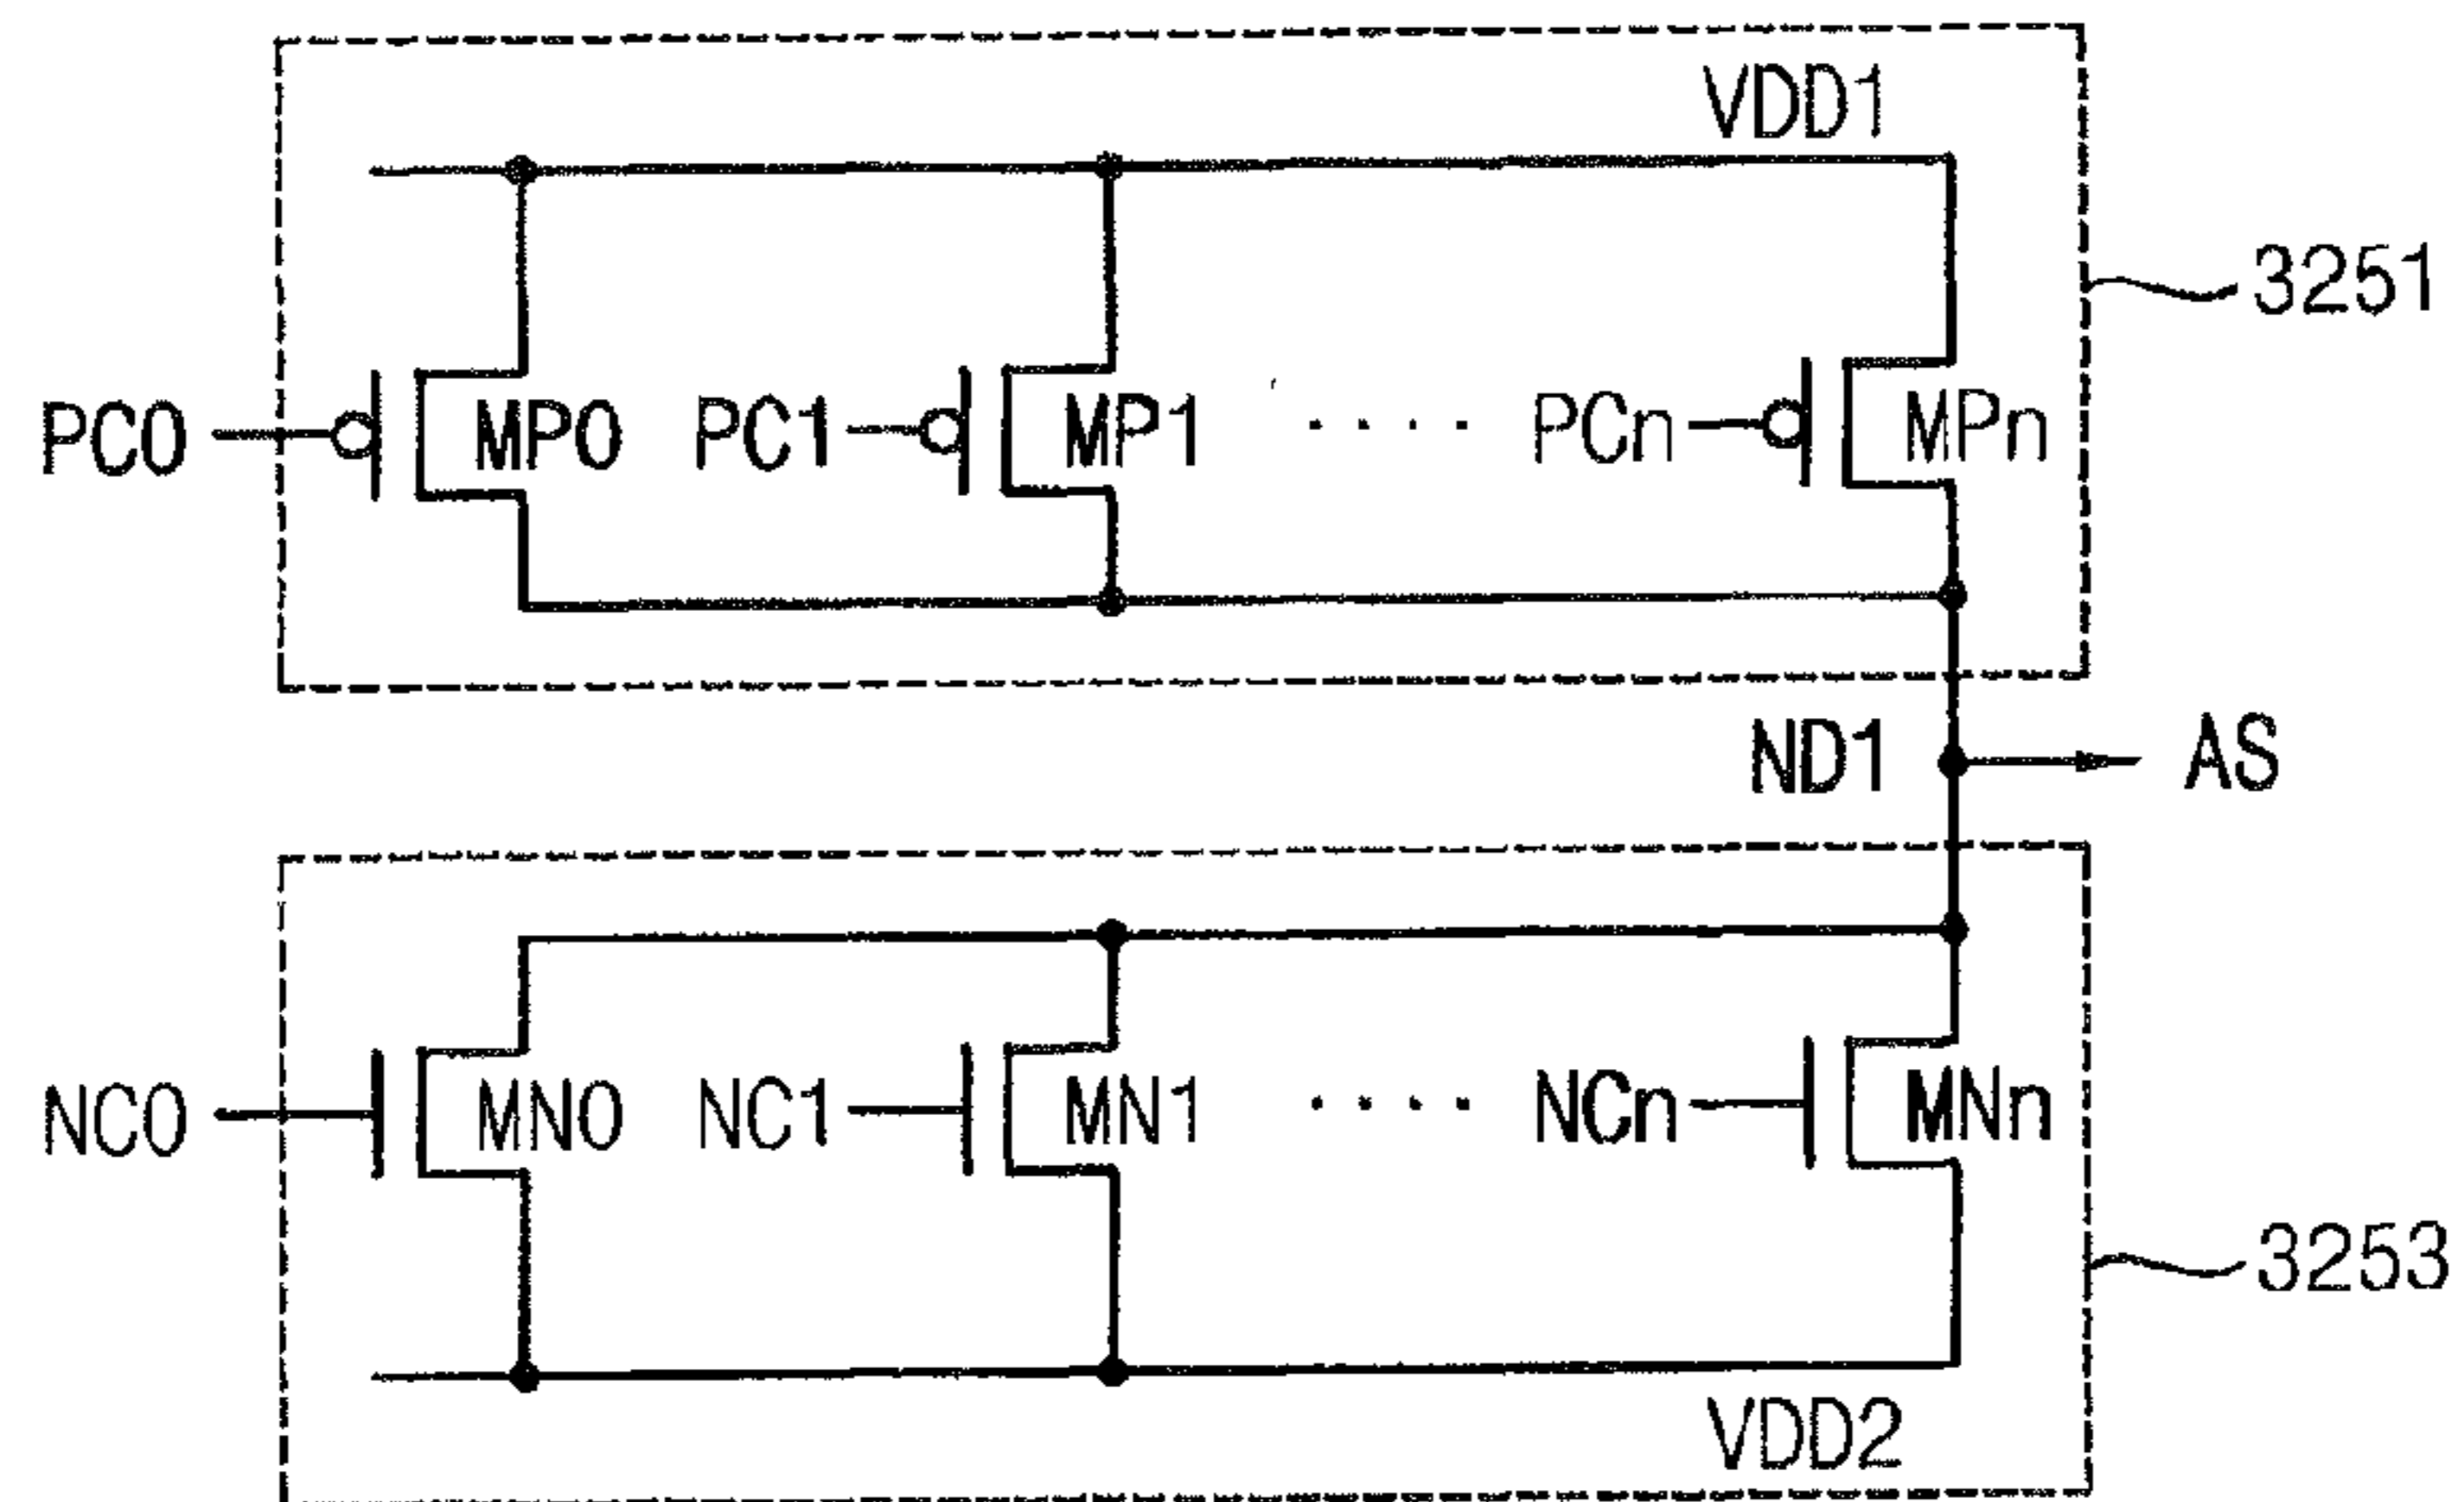 VDD1
3251
PC0 MP0 PC1 MP1 PCn MPn
ND1 AS
NC0 MN0 NC1 MN1 NCn MNn
3253
VDD2